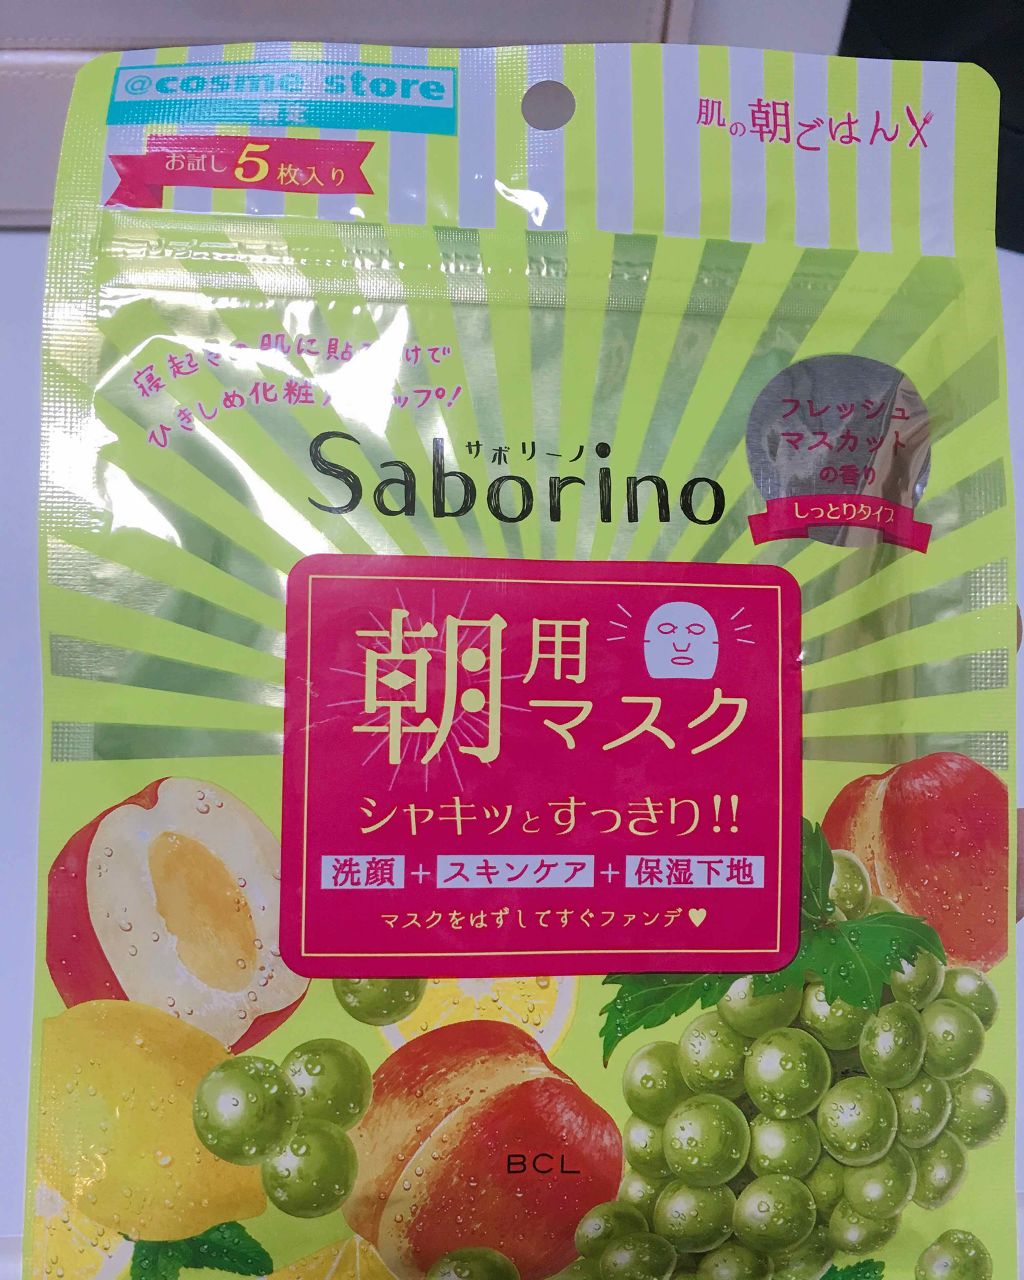 @cosme store
限定
お試し5枚入り
肌の朝ごはん
寝起きの肌に貼るだけで
ひきしめ化粧ノリアップ!
サボリーノ
Saborino
フレッシュ
マスカット
の香り
しっとりタイプ
朝用
マスク
シャキッとすっきり!!
洗顔+スキンケア+保湿下地
マスクをはずしてすぐファンデ♥
BCL